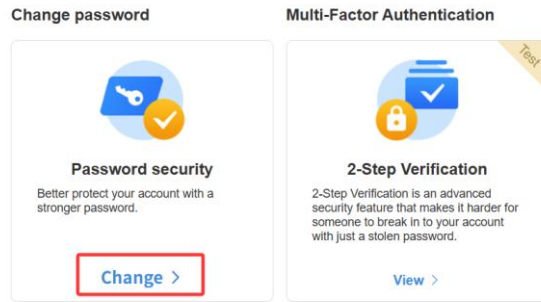 Change password
Multi-Factor Authentication
Test
Password security
Better protect your account with a
stronger password.
Change >
2-Step Verification
2-Step Verification is an advanced
security feature that makes it harder for
someone to break in to your account
with just a stolen password.
View >